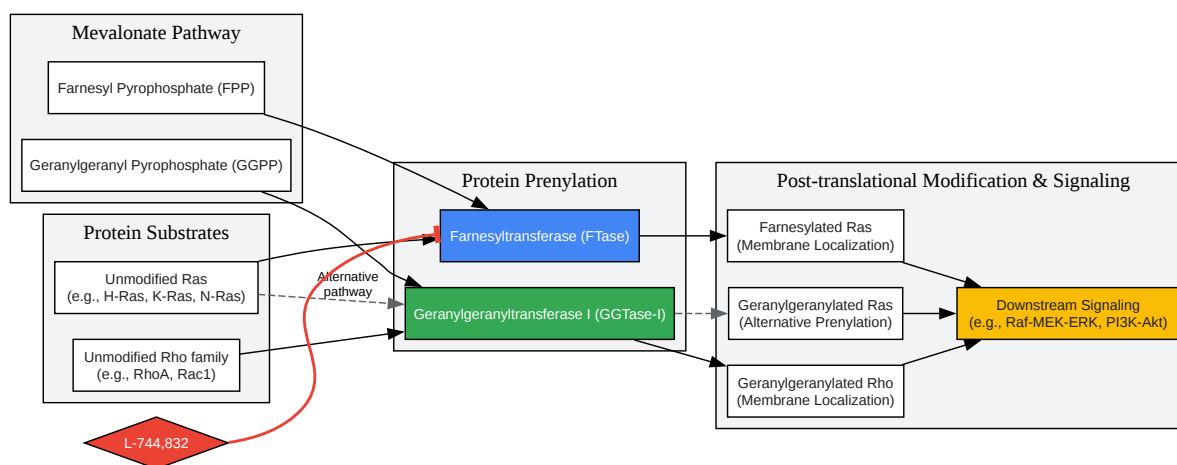 Mevalonate Pathway
Farnesyl Pyrophosphate (FPP)
Geranylgeranyl Pyrophosphate (GGPP)
Protein Substrates
Unmodified Ras
(e.g., H-Ras, K-Ras, N-Ras)
Unmodified Rho family
(e.g., RhoA, Rac1)
L-744,832
Alternative
pathway
Protein Prenylation
Farnesyltransferase (FTase)
Geranylgeranyltransferase I (GGTase-I)
Post-translational Modification & Signaling
Farnesylated Ras
(Membrane Localization)
Geranylgeranylated Ras
(Alternative Prenylation)
Geranylgeranylated Rho
(Membrane Localization)
Downstream Signaling
(e.g., Raf-MEK-ERK, PI3K-Akt)